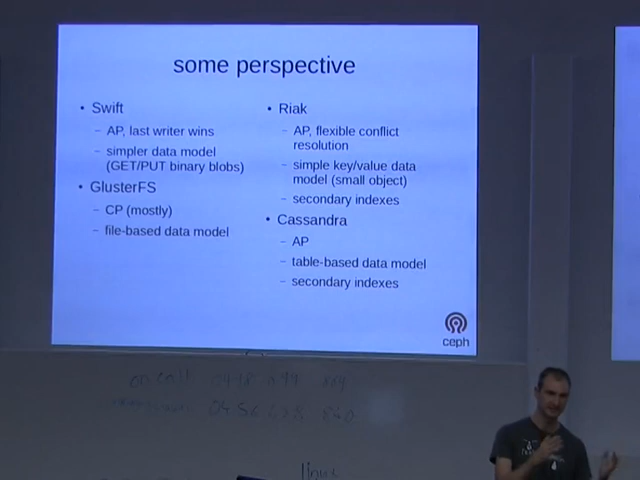 some perspective
• Swift
– AP, last writer wins
– simpler data model
(GET/PUT binary blobs)
• GlusterFS
– CP (mostly)
– file-based data model
• Riak
– AP, flexible conflict
resolution
– simple key/value data
model (small object)
– secondary indexes
• Cassandra
– AP
– table-based data model
– secondary indexes
ceph
on call